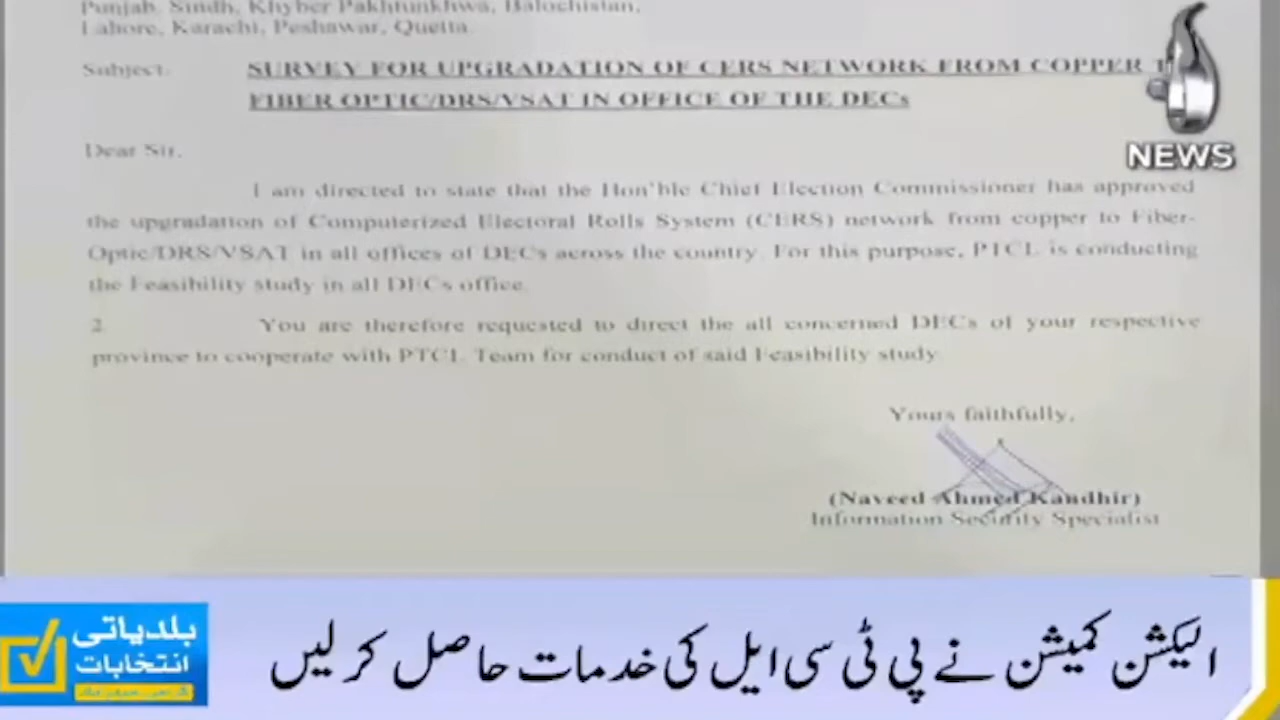 Punjab, Sindh, Khyber Pakhtunkhwa, Balochistan,
Lahore, Karachi, Peshawar, Quetta.
Subject: SURVEY FOR UPGRADATION OF CERS NETWORK FROM COPPER
FIBER OPTIC/DRS/VSAT IN OFFICE OF THE DECs
NEWS
Dear Sir,
I am directed to state that the Hon'ble Chief Election Commissioner has approved
the upgradation of Computerized Electoral Rolls System (CERS) network from copper to Fiber-
Optic/DRS/VSAT in all offices of DECs across the country. For this purpose, PTCL is conducting
the Feasibility study in all DECs office.
2. You are therefore requested to direct the all concerned DECs of your respective
province to cooperate with PTCL Team for conduct of said Feasibility study.
Yours faithfully,
(Naveed Ahmed Kandhir)
Information Security Specialist
الیکشن کمیشن نے پی ٹی سی ایل کی خدمات حاصل کر لیں
بلدیاتی
انتخابات